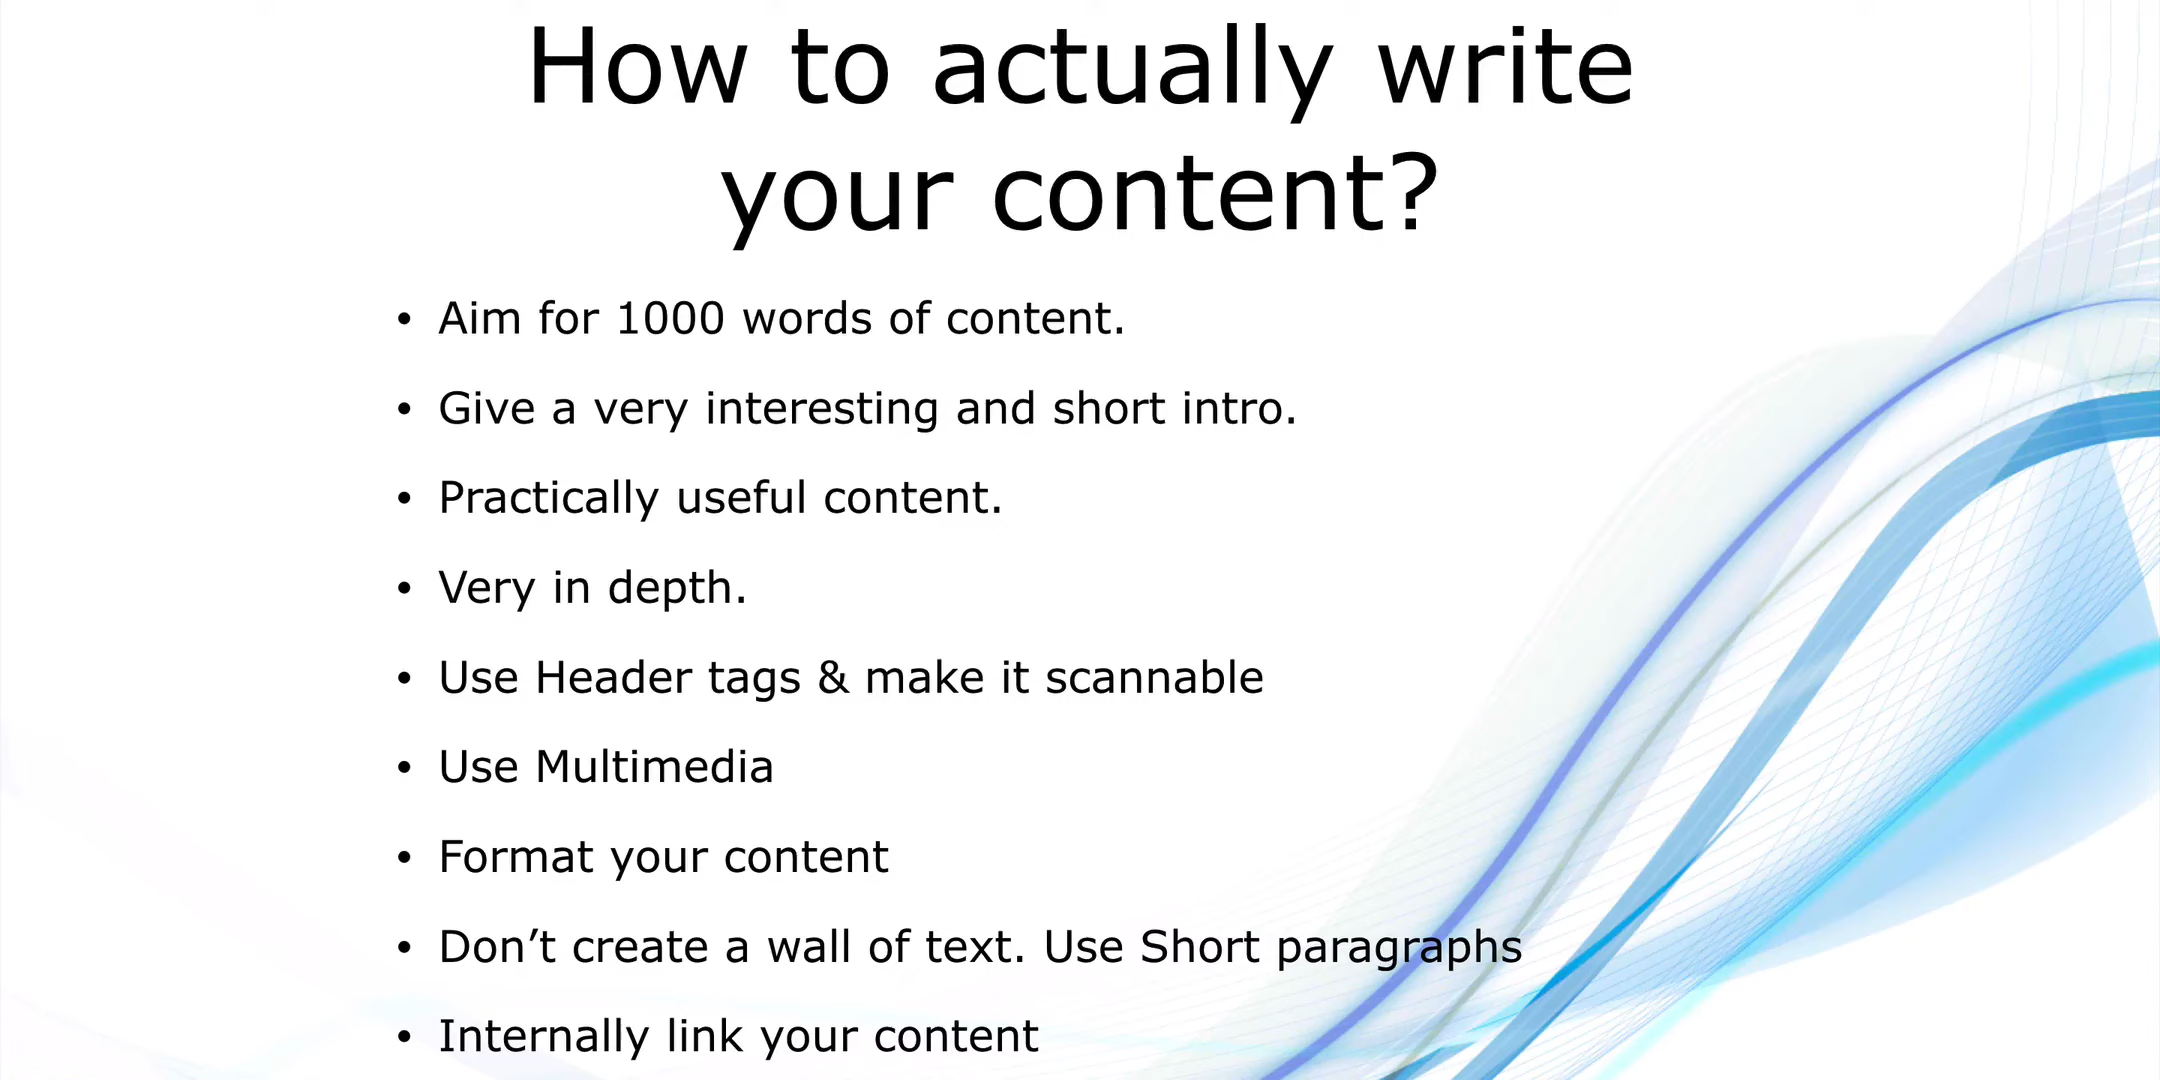 How to actually write
your content?
• Aim for 1000 words of content.
• Give a very interesting and short intro.
• Practically useful content.
• Very in depth.
• Use Header tags & make it scannable
• Use Multimedia
• Format your content
• Don’t create a wall of text. Use Short paragraphs
• Internally link your content